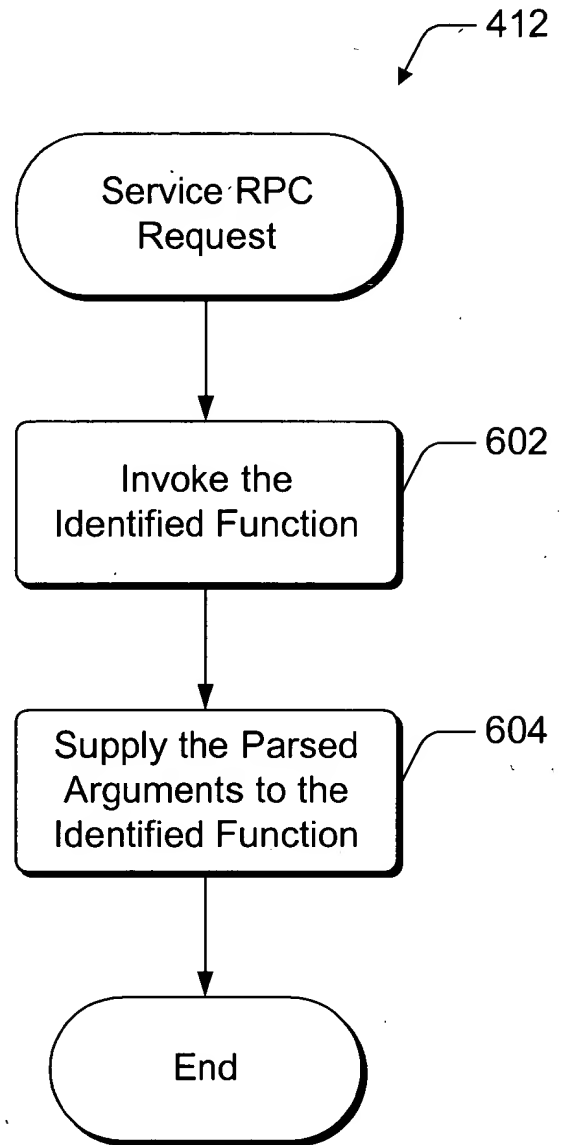 412
Service RPC
Request
602
Invoke the
Identified Function
604
Supply the Parsed
Arguments to the
Identified Function
End